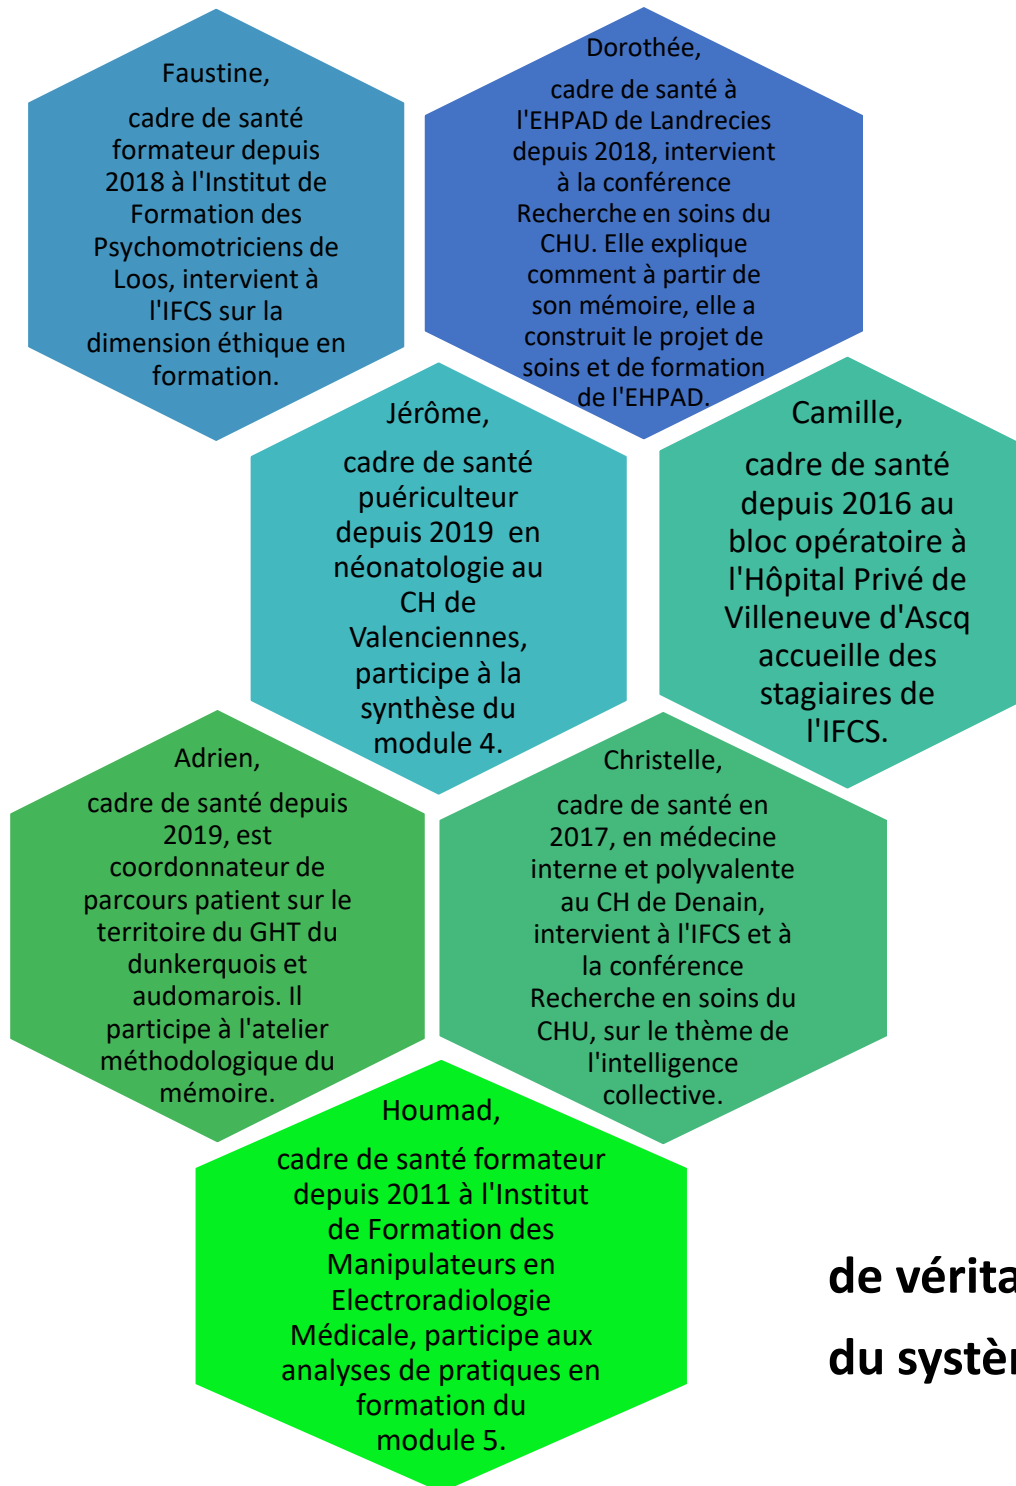 Faustine,
cadre de santé
formateur depuis
2018 à l'Institut de
Formation des
Psychomotriciens de
Loos, intervient à
l'IFCS sur la
dimension éthique en
formation.
Dorothée,
cadre de santé à
l'EHPAD de Landrecies
depuis 2018, intervient
à la conférence
Recherche en soins du
CHU. Elle explique
comment à partir de
son mémoire, elle a
construit le projet de
soins et de formation
de l'EHPAD.
Jérôme,
cadre de santé
puériculteur
depuis 2019 en
néonatologie au
CH de
Valenciennes,
participe à la
synthèse du
module 4.
Camille,
cadre de santé
depuis 2016 au
bloc opératoire à
l'Hôpital Privé de
Villeneuve d'Ascq
accueille des
stagiaires de
l'IFCS.
Adrien,
cadre de santé depuis
2019, est
coordonnateur de
parcours patient sur le
territoire du GHT du
dunkerquois et
audomarois. Il
participe à l'atelier
méthodologique du
mémoire.
Christelle,
cadre de santé en
2017, en médecine
interne et polyvalente
au CH de Denain,
intervient à l'IFCS et à
la conférence
Recherche en soins du
CHU, sur le thème de
l'intelligence
collective.
Houmad,
cadre de santé formateur
depuis 2011 à l'Institut
de Formation des
Manipulateurs en
Electroradiologie
Médicale, participe aux
analyses de pratiques en
formation du
module 5.
de vérita
du systèr